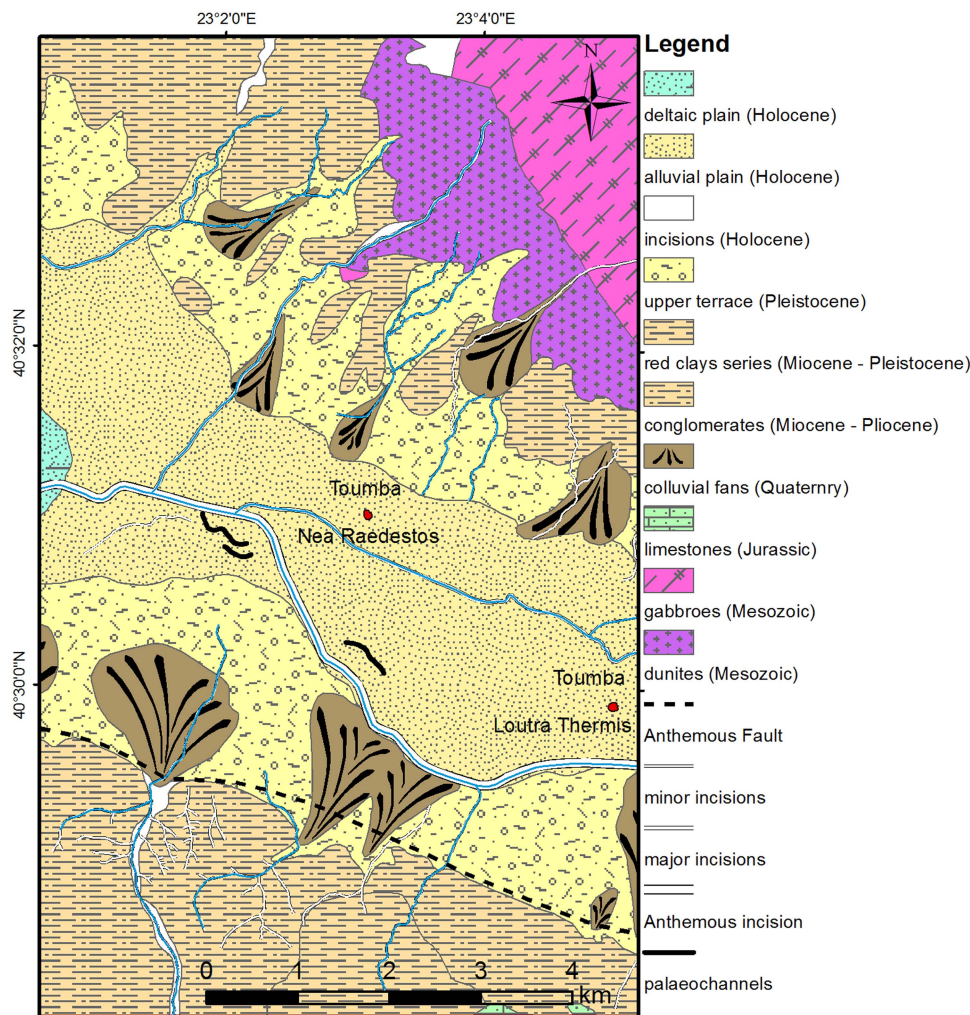 23°2'0"E
23°4'0"E
40°32'0"N
40°30'0"N
N
Toumba
Nea Raedestos
Toumba
Loutra Thermis
0 1 2 3 4
km
Legend
deltaic plain (Holocene)
alluvial plain (Holocene)
incisions (Holocene)
upper terrace (Pleistocene)
red clays series (Miocene - Pleistocene)
conglomerates (Miocene - Pliocene)
colluvial fans (Quaternry)
limestones (Jurassic)
gabbroes (Mesozoic)
dunites (Mesozoic)
Anthemous Fault
minor incisions
major incisions
Anthemous incision
palaeochannels